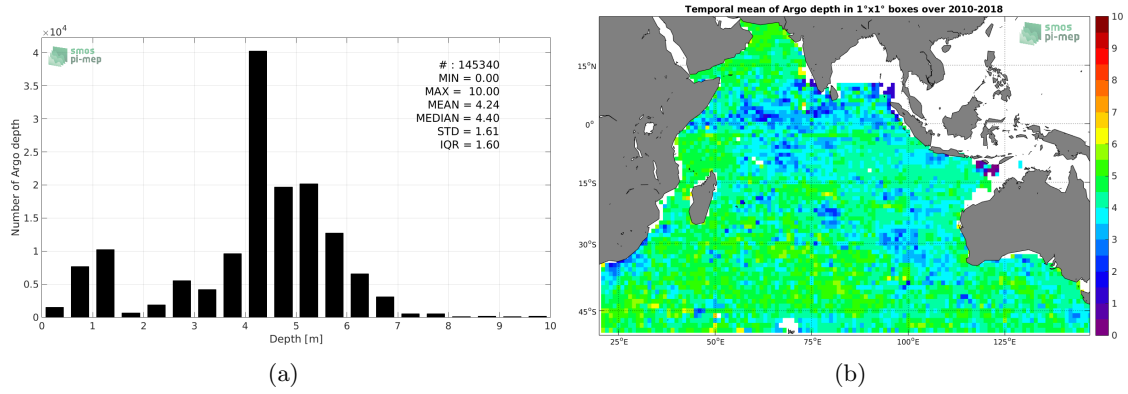 smos
pi-mep
×10⁴
# : 145340
MIN = 0.00
MAX = 10.00
MEAN = 4.24
MEDIAN = 4.40
STD = 1.61
IQR = 1.60
Number of Argo depth
4
3.5
3
2.5
2
1.5
1
0.5
0
0 1 2 3 4 5 6 7 8 9 10
Depth [m]
(a)
Temporal mean of Argo depth in 1°x1° boxes over 2010-2018
smos
pi-mep
15°N
0°
15°S
30°S
45°S
25°E 50°E 75°E 100°E 125°E
10
9
8
7
6
5
4
3
2
1
0
(b)